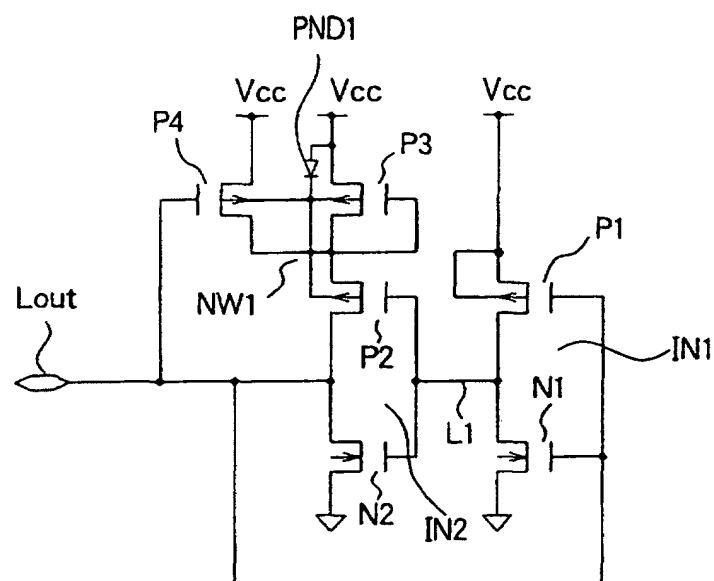 PND1
Vcc Vcc Vcc
P4
P3
P1
Lout
NW1
P2
IN1
L1
N1
N2
IN2